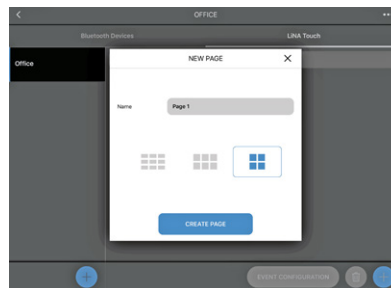 OFFICE
Bluetooth Devices
LiNA Touch
Office
NEW PAGE
Name
Page 1
CREATE PAGE
EVENT CONFIGURATION